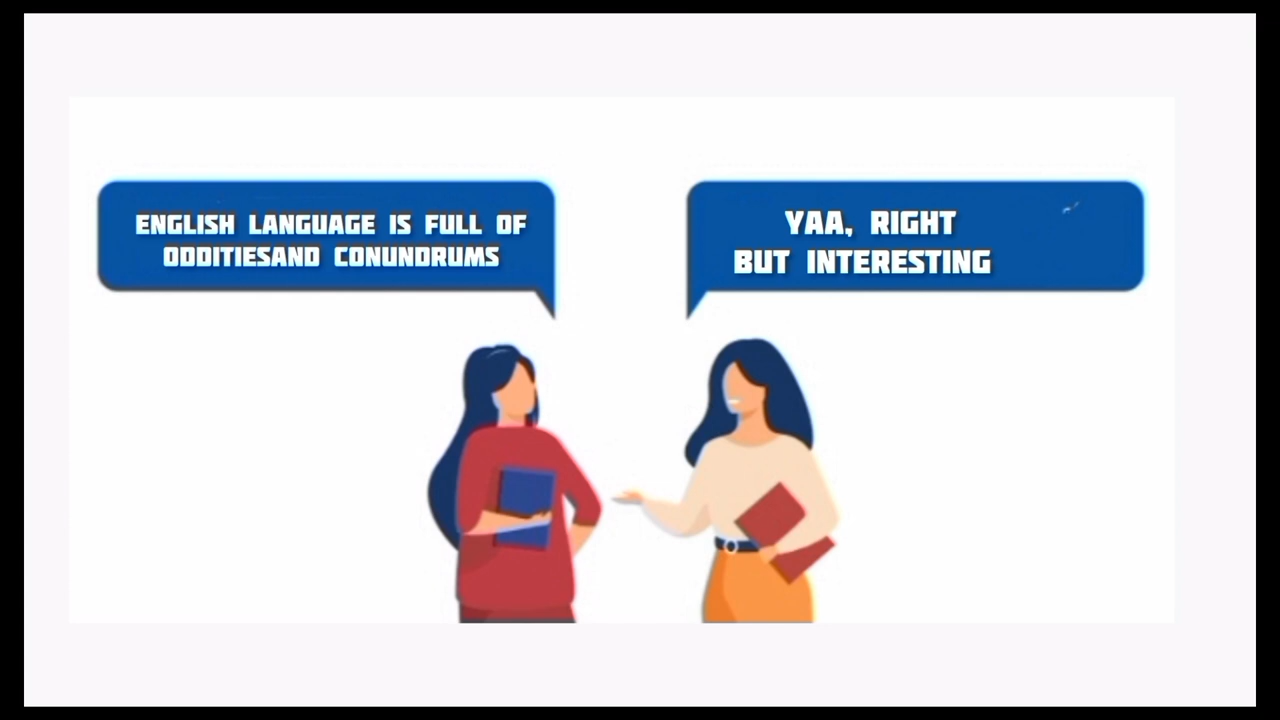 ENGLISH LANGUAGE IS FULL OF
ODDITIESAND CONUNDRUMS
YAA, RIGHT
BUT INTERESTING